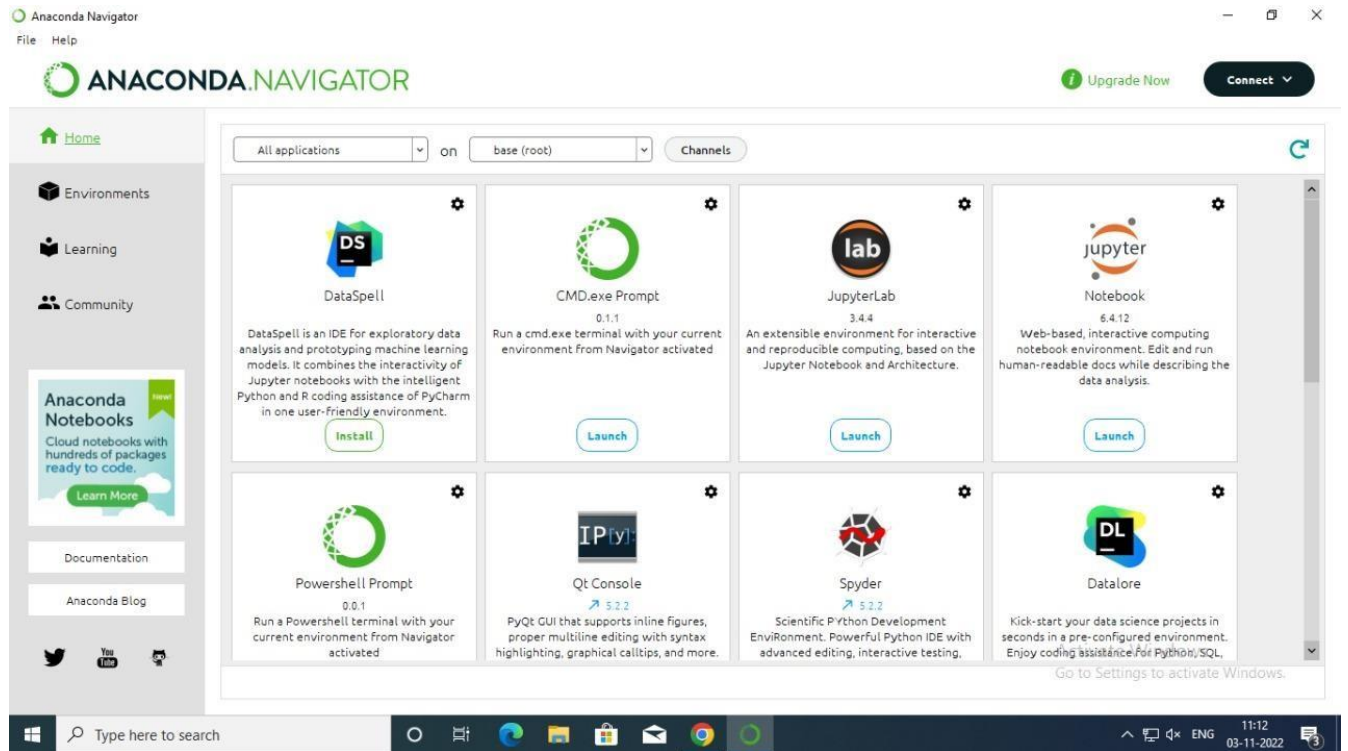 Anaconda Navigator
File Help
ANACONDA.NAVIGATOR
i Upgrade Now
Connect
Home
Environments
Learning
Community
Anaconda
Notebooks
New!
Cloud notebooks with
hundreds of packages
ready to code.
Learn More
Documentation
Anaconda Blog
You
Tube
All applications on base (root) Channels
DS
DataSpell
DataSpell is an IDE for exploratory data
analysis and prototyping machine learning
models. It combines the interactivity of
Jupyter notebooks with the intelligent
Python and R coding assistance of PyCharm
in one user-friendly environment.
Install
CMD.exe Prompt
0.1.1
Run a cmd.exe terminal with your current
environment from Navigator activated
Launch
lab
JupyterLab
3.4.4
An extensible environment for interactive
and reproducible computing, based on the
Jupyter Notebook and Architecture.
Launch
jupyter
Notebook
6.4.12
Web-based, interactive computing
notebook environment. Edit and run
human-readable docs while describing the
data analysis.
Launch
Powershell Prompt
0.0.1
Run a Powershell terminal with your
current environment from Navigator
activated
IP[y]:
Qt Console
5.2.2
PyQt GUI that supports inline figures,
proper multiline editing with syntax
highlighting, graphical calltips, and more.
Spyder
5.2.2
Scientific PYthon Development
EnviRonment. Powerful Python IDE with
advanced editing, interactive testing,
DL
Datalore
Kick-start your data science projects in
seconds in a pre-configured environment.
Enjoy coding assistance for Python, SQL,
Activate Windows
Go to Settings to activate Windows.
Type here to search
ENG
11:12
03-11-2022
3